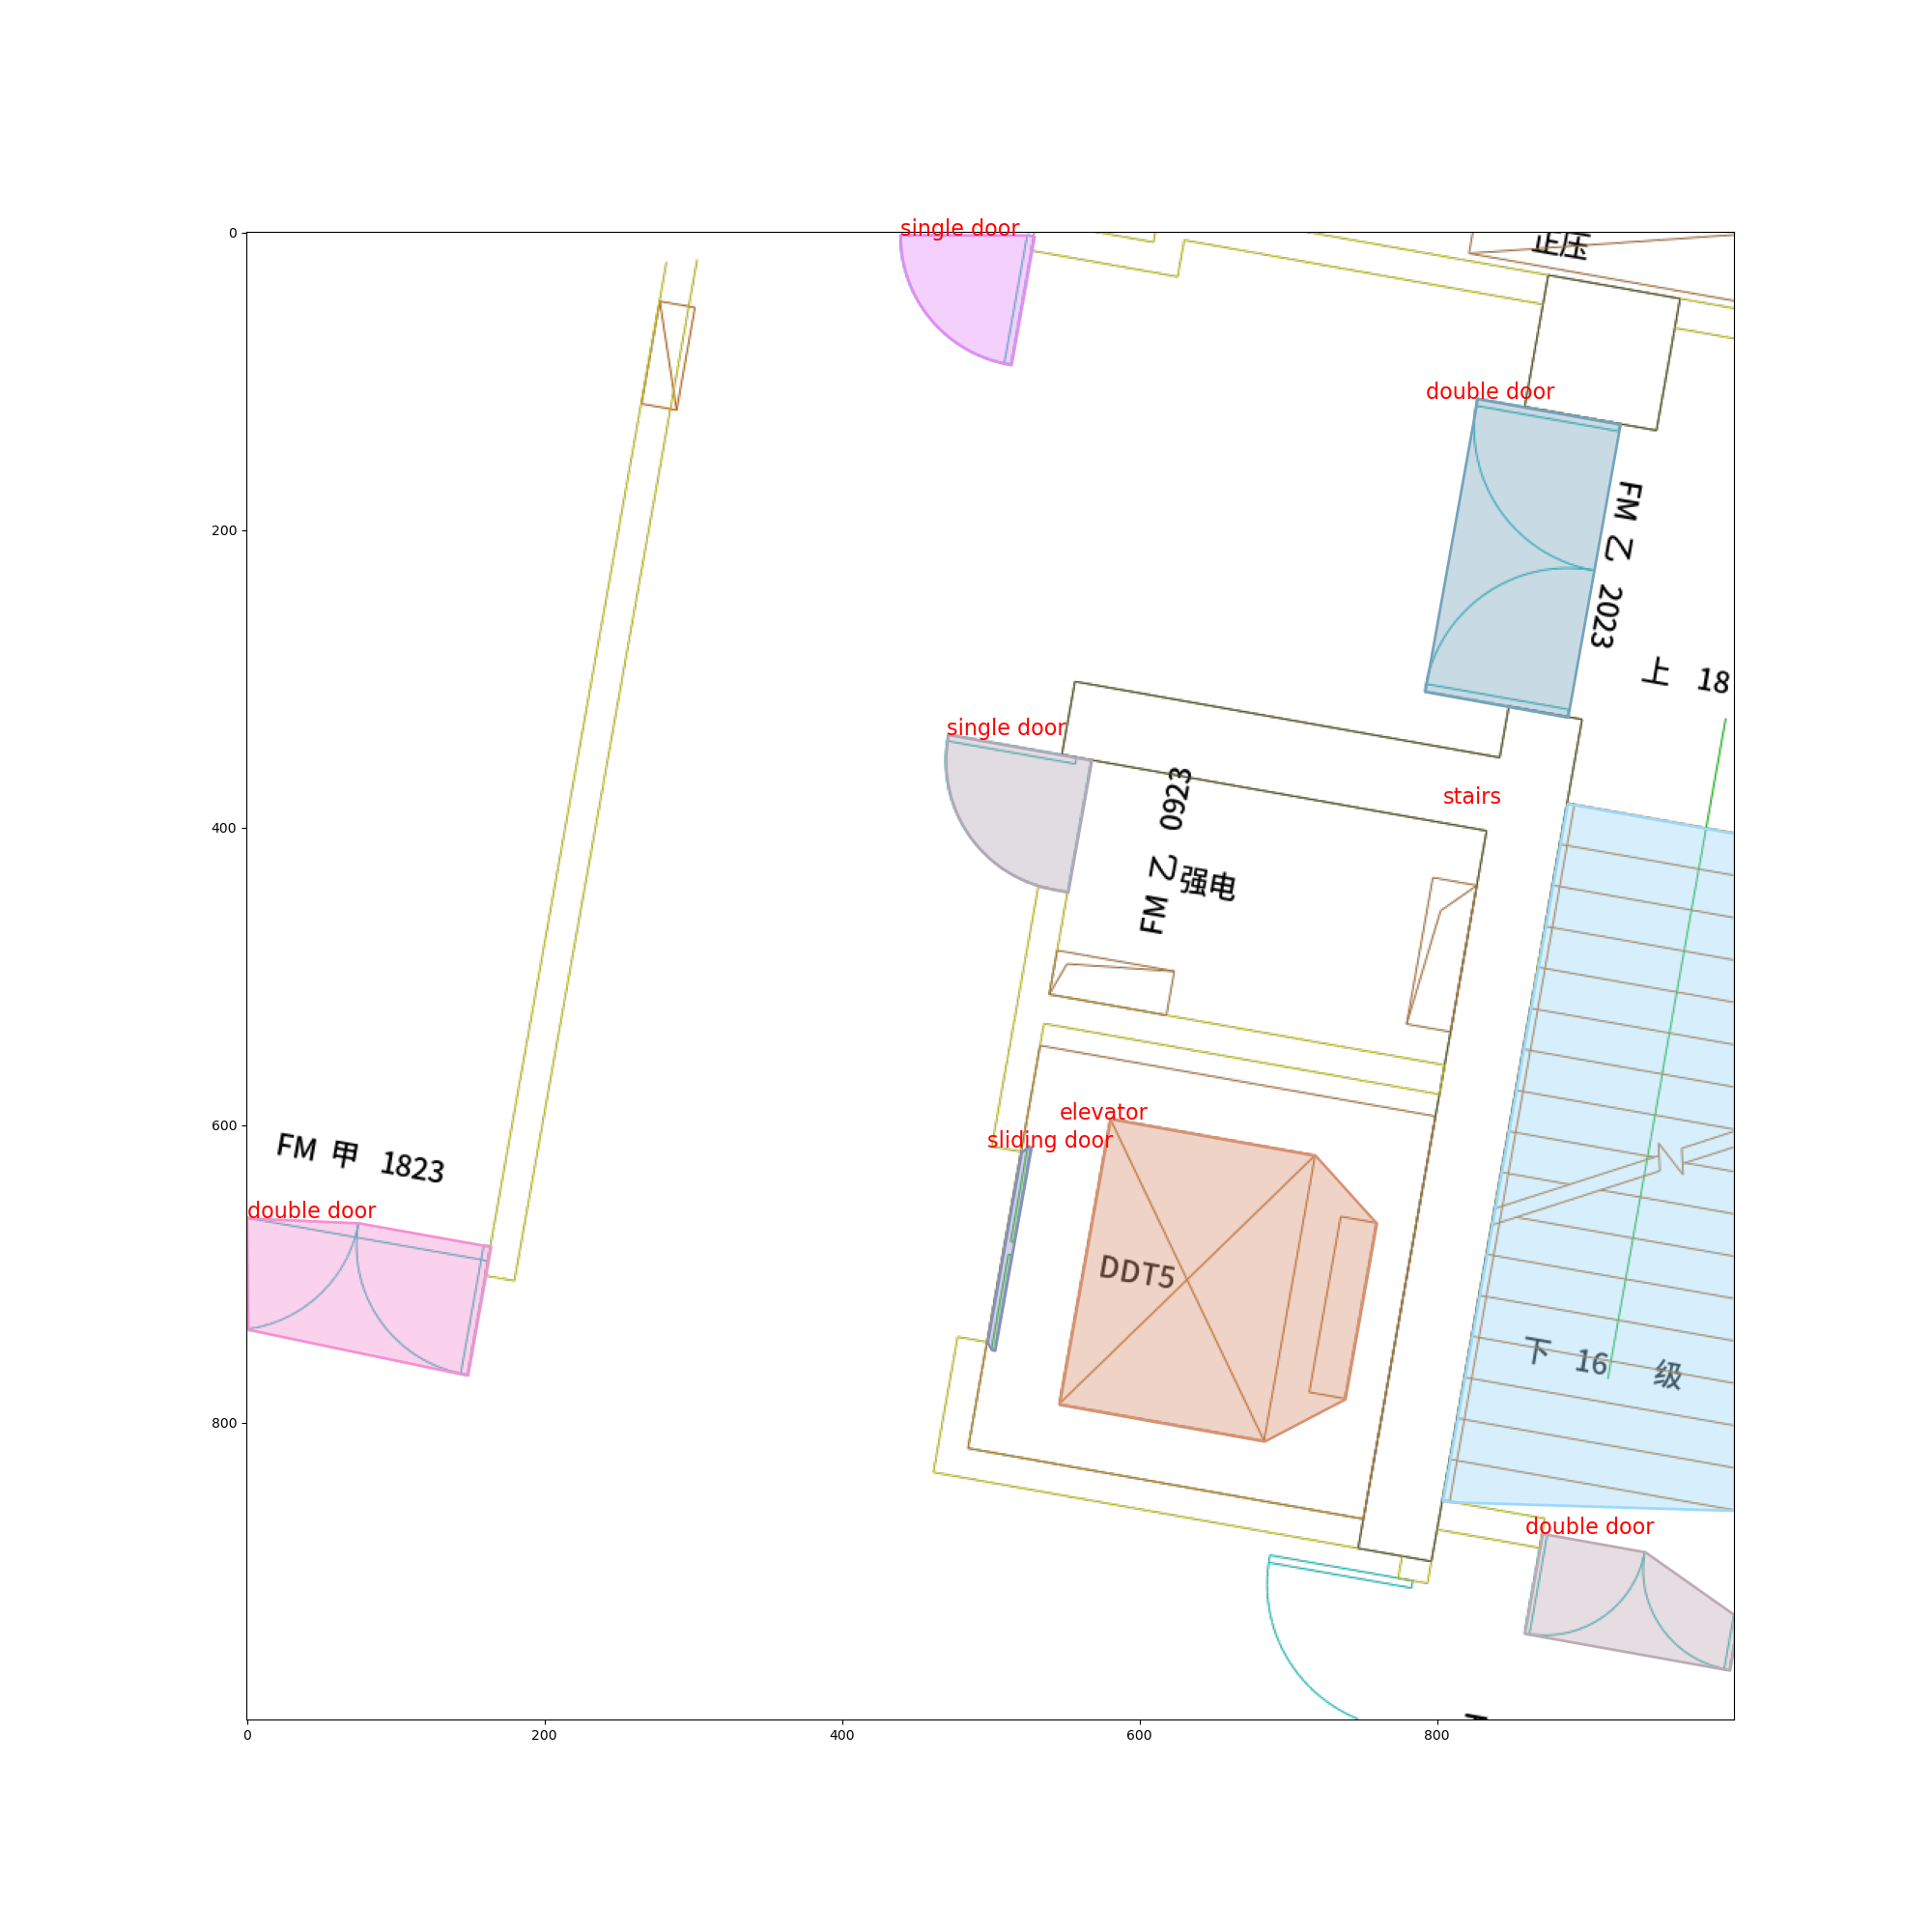 single door
0
正压
double door
FM 乙 2023
200
上 18
single door
stairs
FM 乙 0923
强电
400
elevator
sliding door
600
FM 甲 1823
double door
DDT5
下 16 级
800
double door
0 200 400 600 800